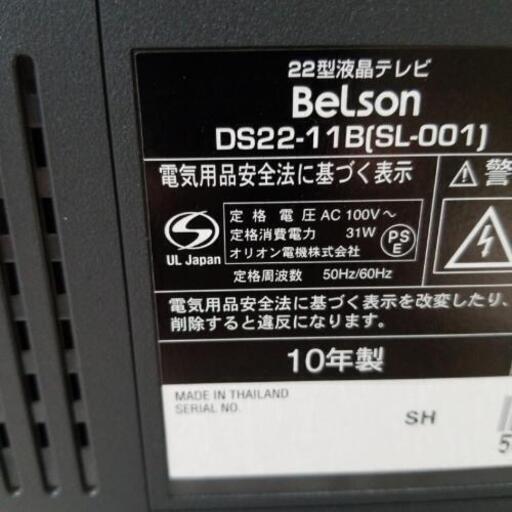 22型液晶テレビ
Belson
DS22-11B(SL-001)
電気用品安全法に基づく表示
警
UL Japan
定格電圧 AC 100V～
定格消費電力 31W
オリオン電機株式会社
定格周波数 50Hz/60Hz
PS
E
電気用品安全法に基づく表示を改変したり、
削除すると違反になります。
10年製
MADE IN THAILAND
SERIAL NO.
SH
5